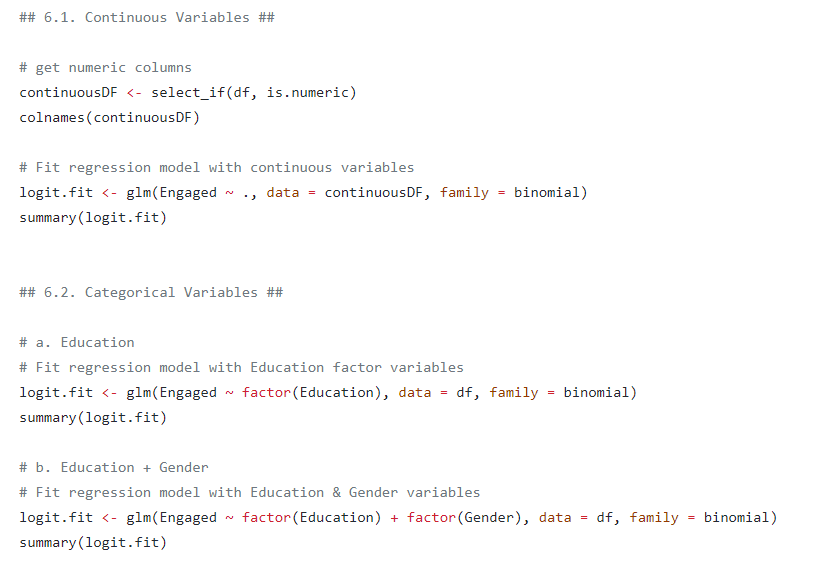 ## 6.1. Continuous Variables ##
# get numeric columns
continuousDF <- select_if(df, is.numeric)
colnames(continuousDF)
# Fit regression model with continuous variables
logit.fit <- glm(Engaged ~ ., data = continuousDF, family = binomial)
summary(logit.fit)
## 6.2. Categorical Variables ##
# a. Education
# Fit regression model with Education factor variables
logit.fit <- glm(Engaged ~ factor(Education), data = df, family = binomial)
summary(logit.fit)
# b. Education + Gender
# Fit regression model with Education & Gender variables
logit.fit <- glm(Engaged ~ factor(Education) + factor(Gender), data = df, family = binomial)
summary(logit.fit)